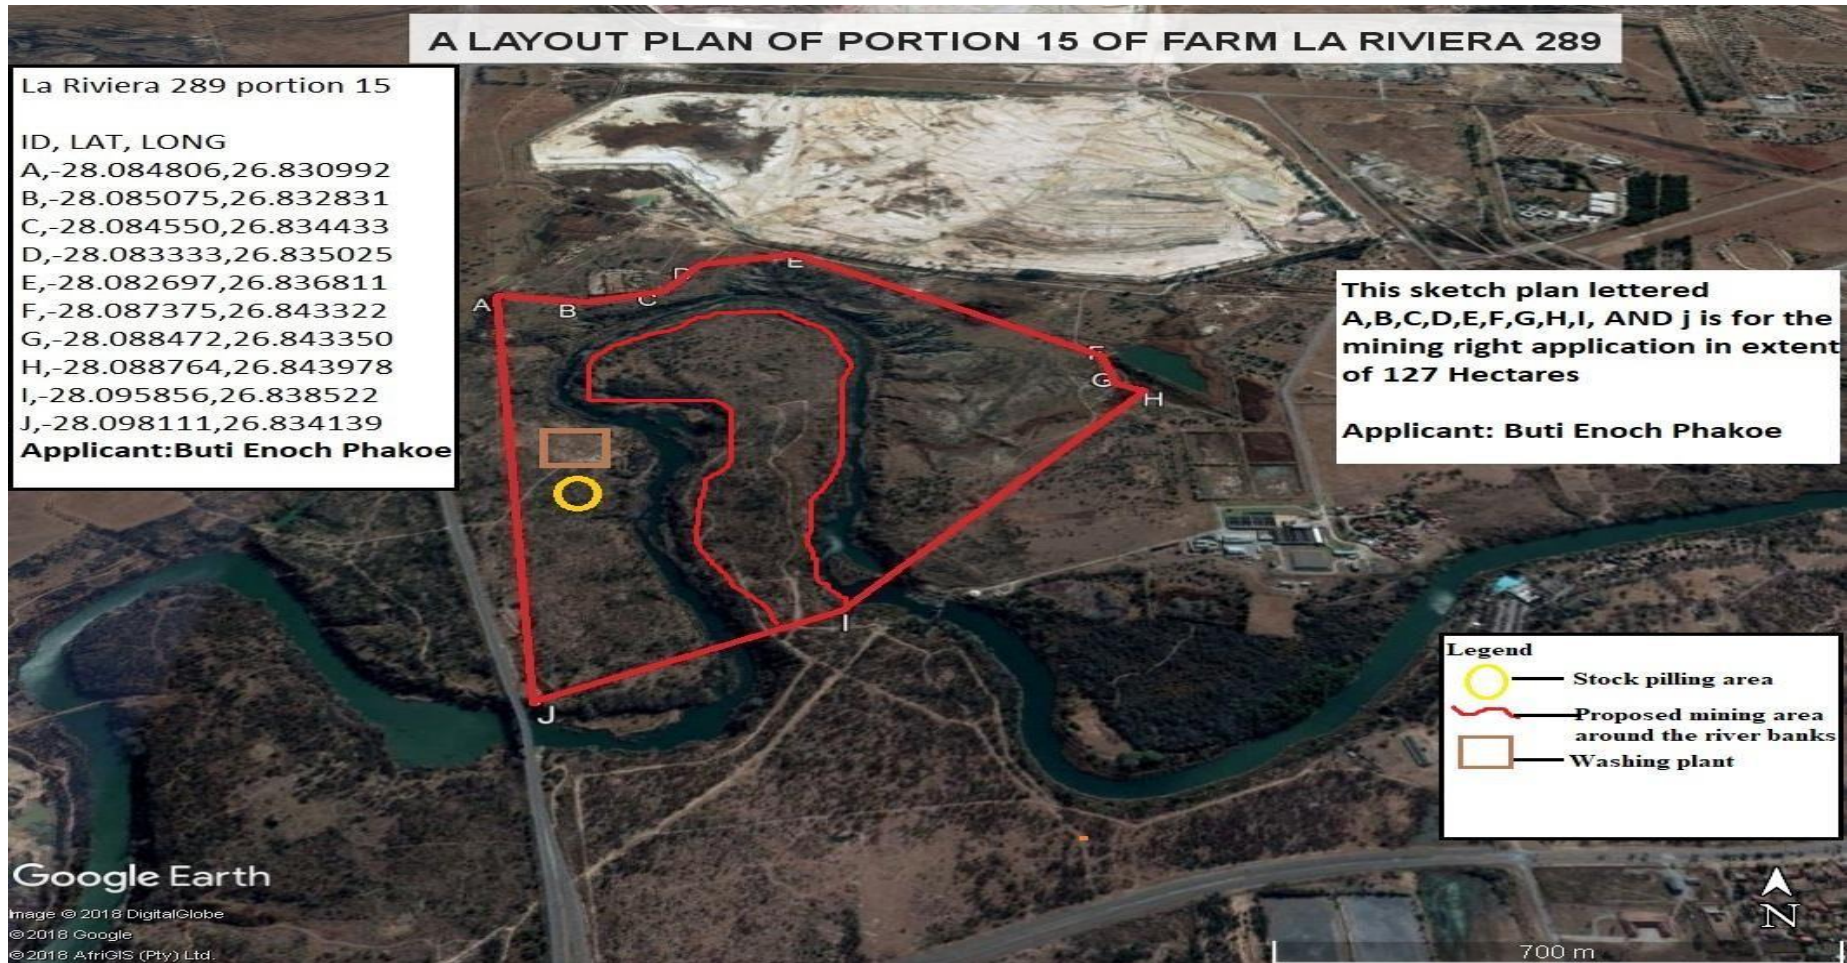 A LAYOUT PLAN OF PORTION 15 OF FARM LA RIVIERA 289
La Riviera 289 portion 15
ID, LAT, LONG
A,-28.084806,26.830992
B,-28.085075,26.832831
C,-28.084550,26.834433
D,-28.083333,26.835025
E,-28.082697,26.836811
F,-28.087375,26.843322
G,-28.088472,26.843350
H,-28.088764,26.843978
I,-28.095856,26.838522
J,-28.098111,26.834139
Applicant:Buti Enoch Phakoe
A
B
C
D
E
F
G
H
I
J
This sketch plan lettered
A,B,C,D,E,F,G,H,I, AND j is for the
mining right application in extent
of 127 Hectares
Applicant: Buti Enoch Phakoe
Legend
Stock pilling area
Proposed mining area
around the river banks
Washing plant
Google Earth
Image © 2018 DigitalGlobe
© 2018 Google
© 2018 AfriGIS (Pty) Ltd.
N
700 m